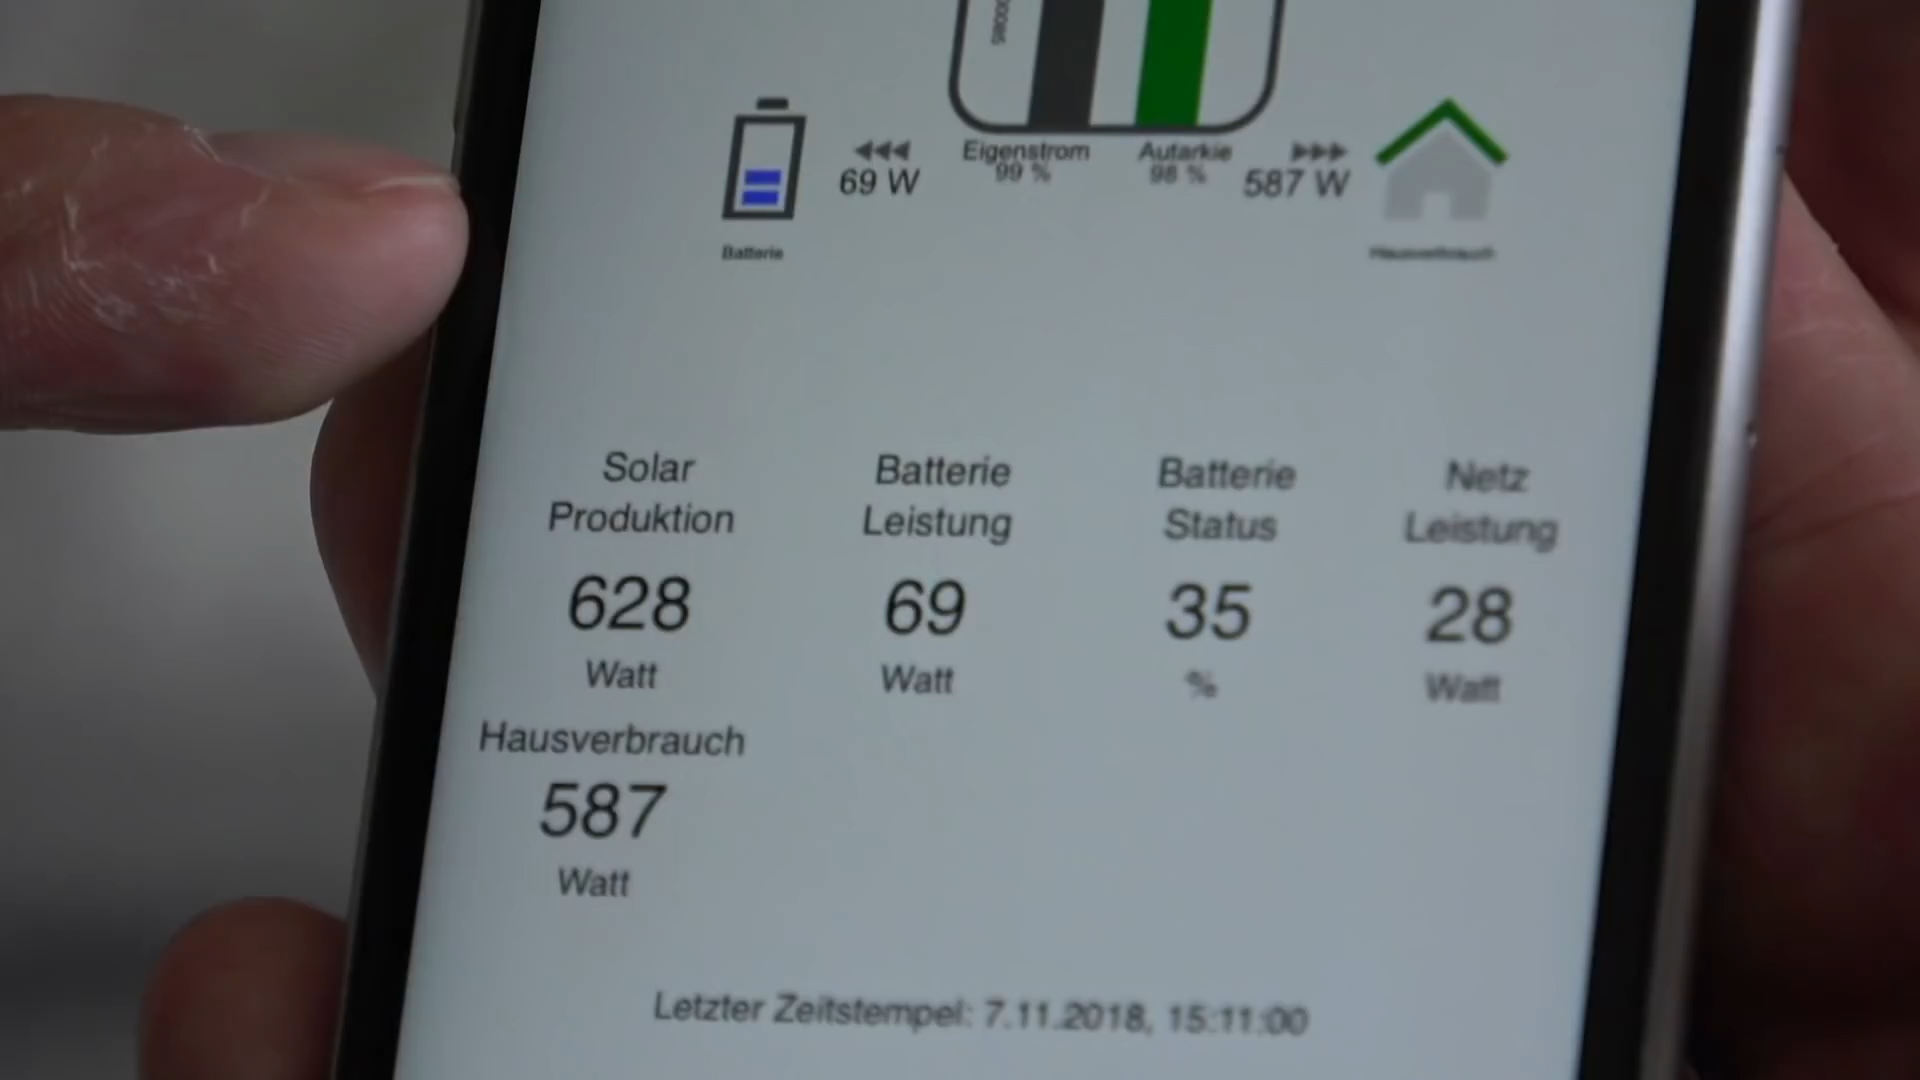 Eigenstrom
99 %
Autarkie
98 %
69 W
587 W
Batterie
Hausverbrauch
Solar
Produktion
628
Watt
Batterie
Leistung
69
Watt
Batterie
Status
35
%
Netz
Leistung
28
Watt
Hausverbrauch
587
Watt
Letzter Zeitstempel: 7.11.2018, 15:11:00